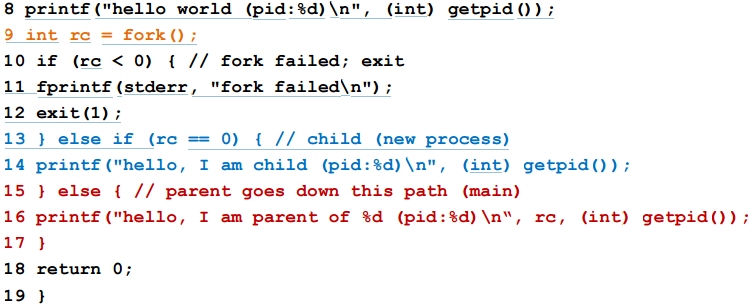 8 printf("hello world (pid:%d)\n", (int) getpid());
9 int rc = fork();
10 if (rc < 0) { // fork failed; exit
11 fprintf(stderr, "fork failed\n");
12 exit(1);
13 } else if (rc == 0) { // child (new process)
14 printf("hello, I am child (pid:%d)\n", (int) getpid());
15 } else { // parent goes down this path (main)
16 printf("hello, I am parent of %d (pid:%d)\n“, rc, (int) getpid());
17 }
18 return 0;
19 }